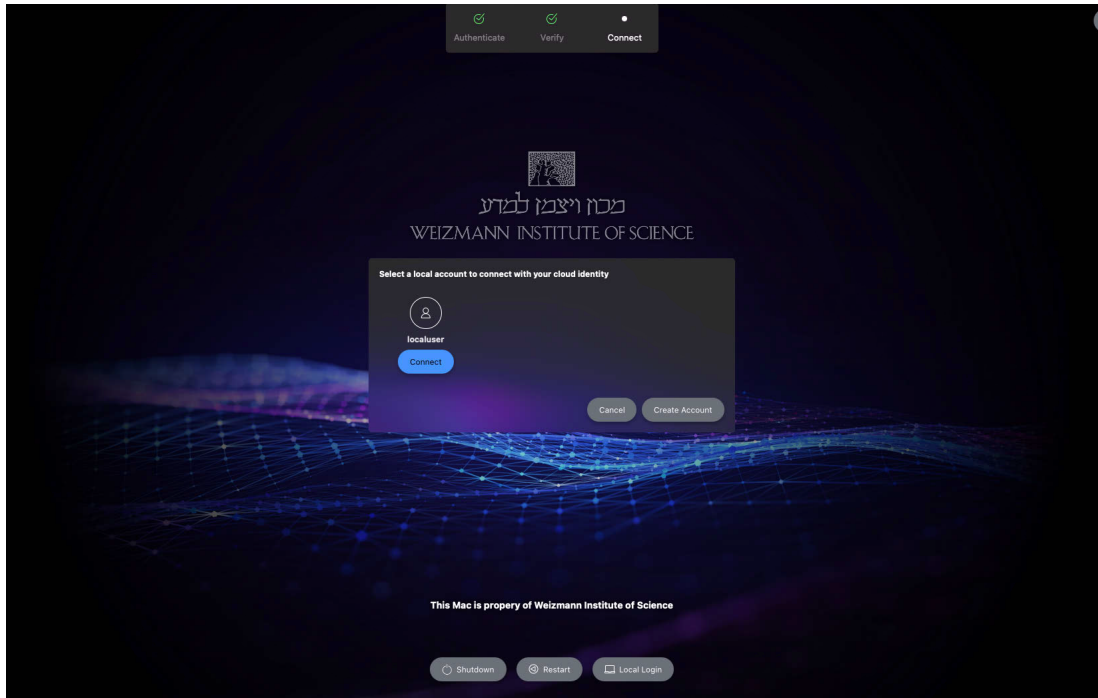 Authenticate Verify Connect
מכון ויצמן למדע
WEIZMANN INSTITUTE OF SCIENCE
Select a local account to connect with your cloud identity
localuser
Connect
Cancel Create Account
This Mac is propery of Weizmann Institute of Science
Shutdown Restart Local Login